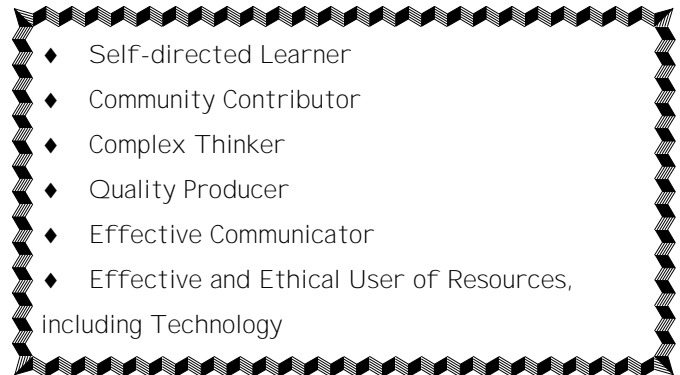 ♦ Self-directed Learner
♦ Community Contributor
♦ Complex Thinker
♦ Quality Producer
♦ Effective Communicator
♦ Effective and Ethical User of Resources,
including Technology